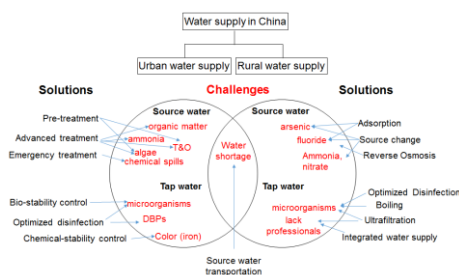 Water supply in China
Urban water supply
Rural water supply
Solutions
Challenges
Solutions
Source water
Source water
Pre-treatment
organic matter
arsenic
Adsorption
Advanced treatment
ammonia
T&O
fluoride
Source change
Emergency treatment
algae
chemical spills
Water
shortage
Ammonia,
nitrate
Reverse Osmosis
Tap water
Tap water
Optimized Disinfection
Bio-stability control
microorganisms
microorganisms
Boiling
Optimized disinfection
DBPs
lack
professionals
Ultrafiltration
Chemical-stability control
Color (iron)
Integrated water supply
Source water
transportation